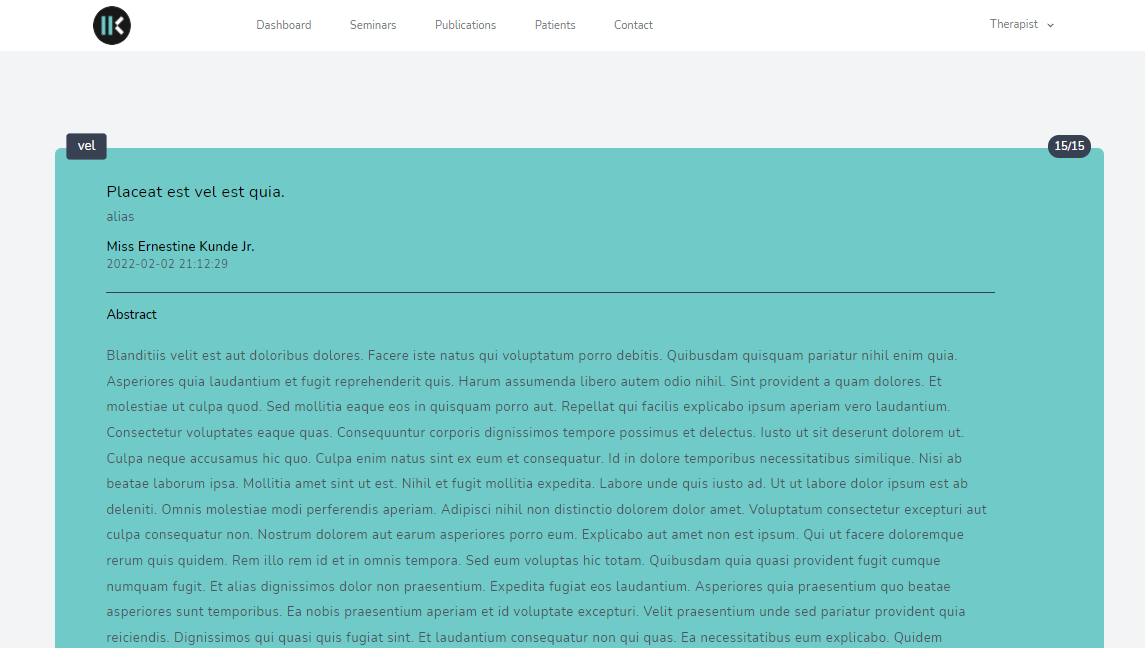 Dashboard Seminars Publications Patients Contact Therapist
vel 15/15
Placeat est vel est quia.
alias
Miss Ernestine Kunde Jr.
2022-02-02 21:12:29
Abstract
Blanditiis velit est aut doloribus dolores. Facere iste natus qui voluptatum porro debitis. Quibusdam quisquam pariatur nihil enim quia.
Asperiores quia laudantium et fugit reprehenderit quis. Harum assumenda libero autem odio nihil. Sint provident a quam dolores. Et
molestiae ut culpa quod. Sed mollitia eaque eos in quisquam porro aut. Repellat qui facilis explicabo ipsum aperiam vero laudantium.
Consectetur voluptates eaque quas. Consequuntur corporis dignissimos tempore possimus et delectus. Iusto ut sit deserunt dolorem ut.
Culpa neque accusamus hic quo. Culpa enim natus sint ex eum et consequatur. Id in dolore temporibus necessitatibus similique. Nisi ab
beatae laborum ipsa. Mollitia amet sint ut est. Nihil et fugit mollitia expedita. Labore unde quis iusto ad. Ut ut labore dolor ipsum est ab
deleniti. Omnis molestiae modi perferendis aperiam. Adipisci nihil non distinctio dolorem dolor amet. Voluptatum consectetur excepturi aut
culpa consequatur non. Nostrum dolorem aut earum asperiores porro eum. Explicabo aut amet non est ipsum. Qui ut facere doloremque
rerum quis quidem. Rem illo rem id et in omnis tempora. Sed eum voluptas hic totam. Quibusdam quia quasi provident fugit cumque
numquam fugit. Et alias dignissimos dolor non praesentium. Expedita fugiat eos laudantium. Asperiores quia praesentium quo beatae
asperiores sunt temporibus. Ea nobis praesentium aperiam et id voluptate excepturi. Velit praesentium unde sed pariatur provident quia
reiciendis. Dignissimos qui quasi quis fugiat sint. Et laudantium consequatur non qui quas. Ea necessitatibus eum explicabo. Quidem